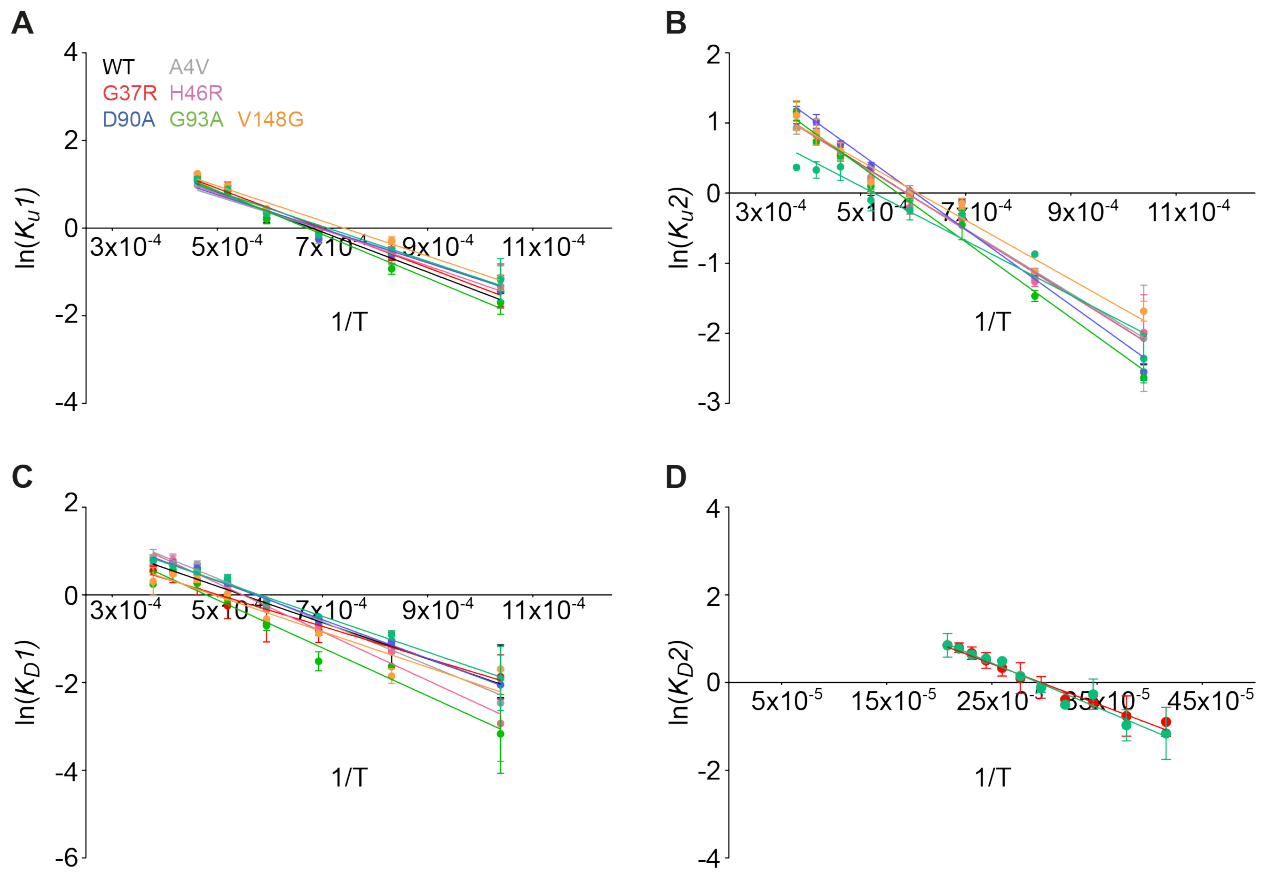 A
ln(Ku1)
4
2
0
-2
-4
WT A4V
G37R H46R
D90A G93A V148G
3x10-4 5x10-4 7x10-4 9x10-4 11x10-4
1/T
B
ln(Ku2)
2
1
0
-1
-2
-3
3x10-4 5x10-4 7x10-4 9x10-4 11x10-4
1/T
C
ln(KD1)
2
0
-2
-4
-6
3x10-4 5x10-4 7x10-4 9x10-4 11x10-4
1/T
D
ln(KD2)
4
2
0
-2
-4
5x10-5 15x10-5 25x10-5 35x10-5 45x10-5
1/T